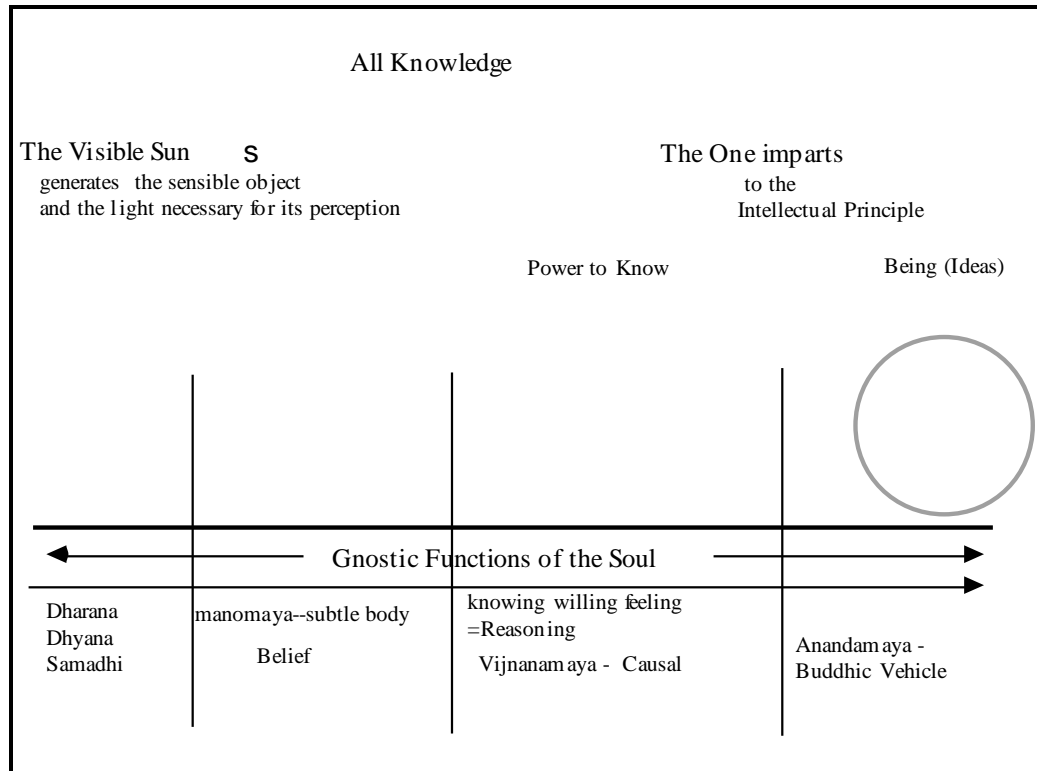 All Knowledge
The Visible Sun S
generates the sensible object
and the light necessary for its perception
The One imparts
to the
Intellectual Principle
Power to Know
Being (Ideas)
Gnostic Functions of the Soul
Dharana
Dhyana
Samadhi
manomaya--subtle body
Belief
knowing willing feeling
=Reasoning
Vijnanamaya - Causal
Anandamaya -
Buddhic Vehicle